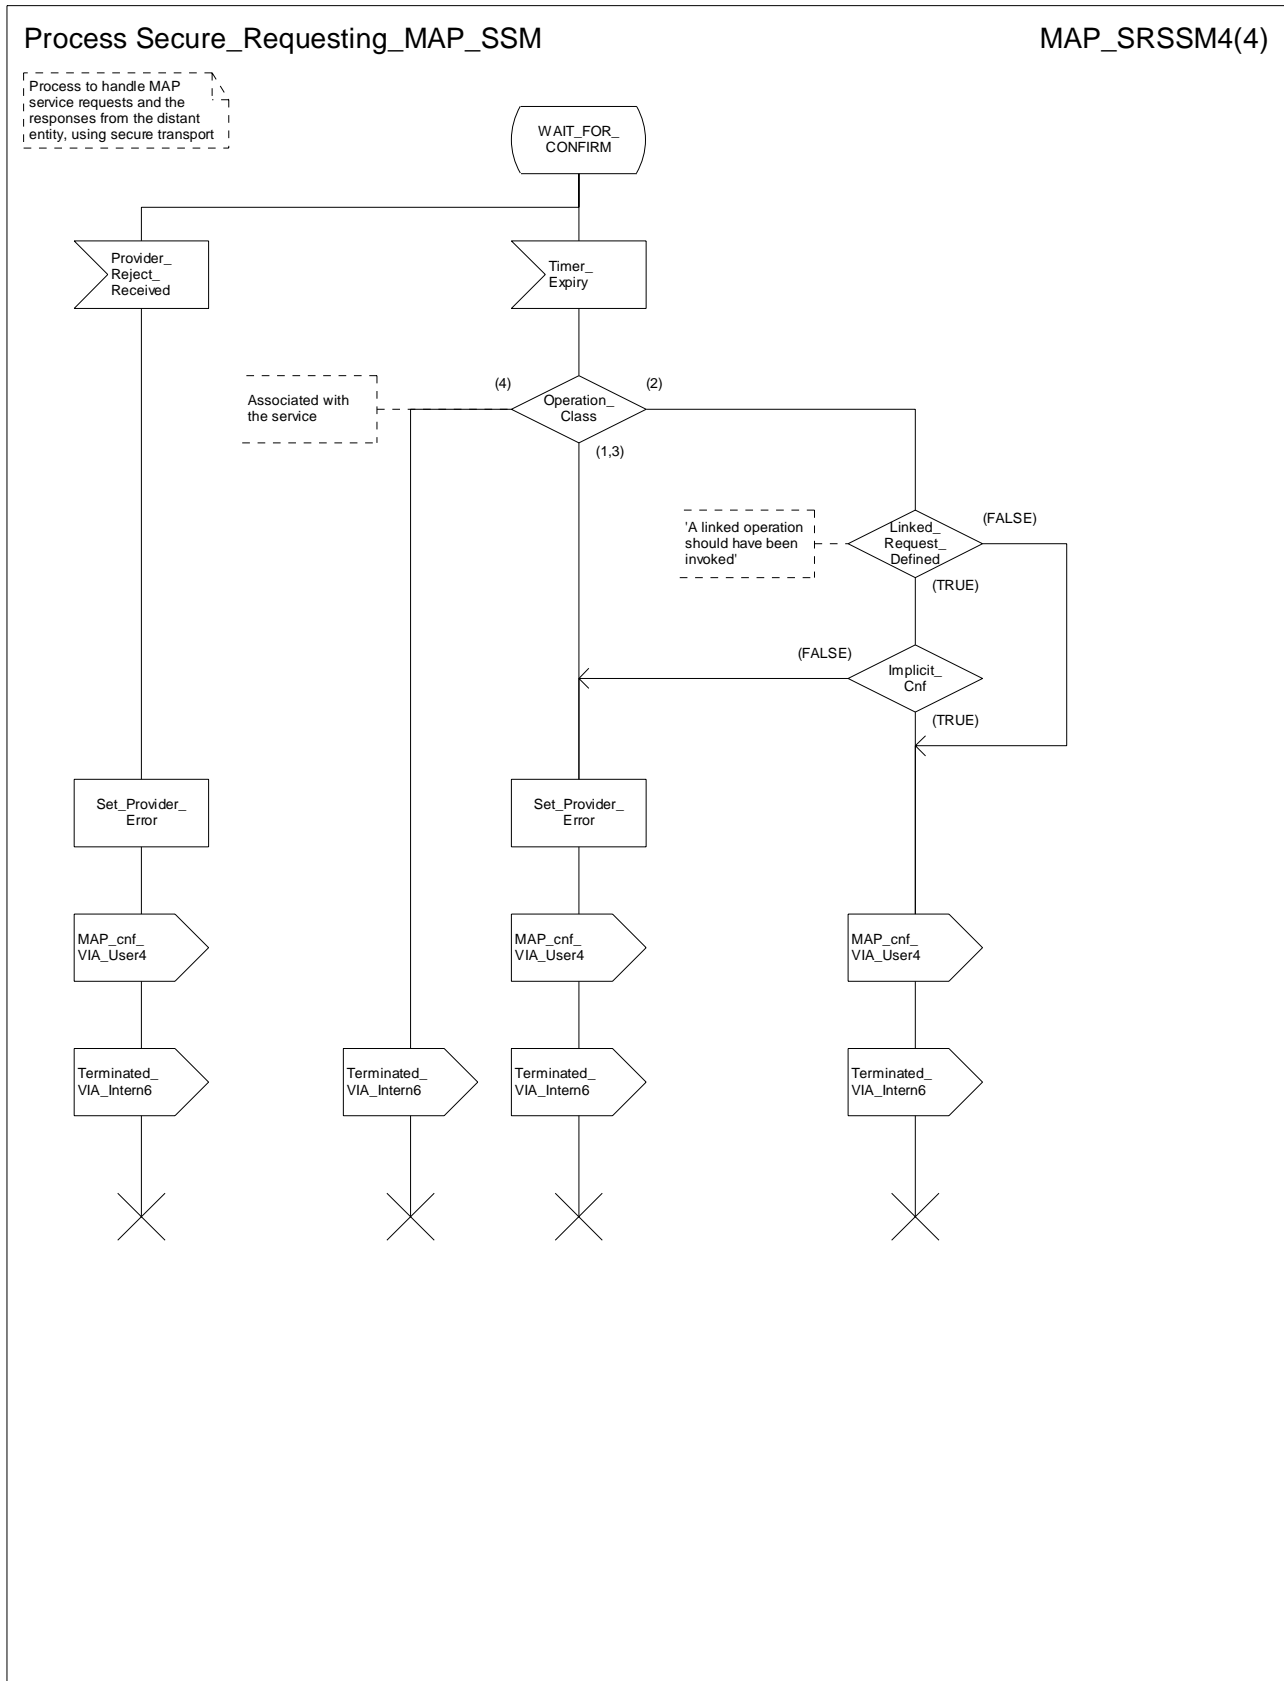 Process Secure_Requesting_MAP_SSM
MAP_SRSSM4(4)
Process to handle MAP
service requests and the
responses from the distant
entity, using secure transport
WAIT_FOR_
CONFIRM
Provider_
Reject_
Received
Timer_
Expiry
Associated with
the service
(4)
Operation_
Class
(2)
(1,3)
'A linked operation
should have been
invoked'
Linked_
Request_
Defined
(FALSE)
(TRUE)
(FALSE)
Implicit_
Cnf
(TRUE)
Set_Provider_
Error
Set_Provider_
Error
MAP_cnf_
VIA_User4
MAP_cnf_
VIA_User4
MAP_cnf_
VIA_User4
Terminated_
VIA_Intern6
Terminated_
VIA_Intern6
Terminated_
VIA_Intern6
Terminated_
VIA_Intern6